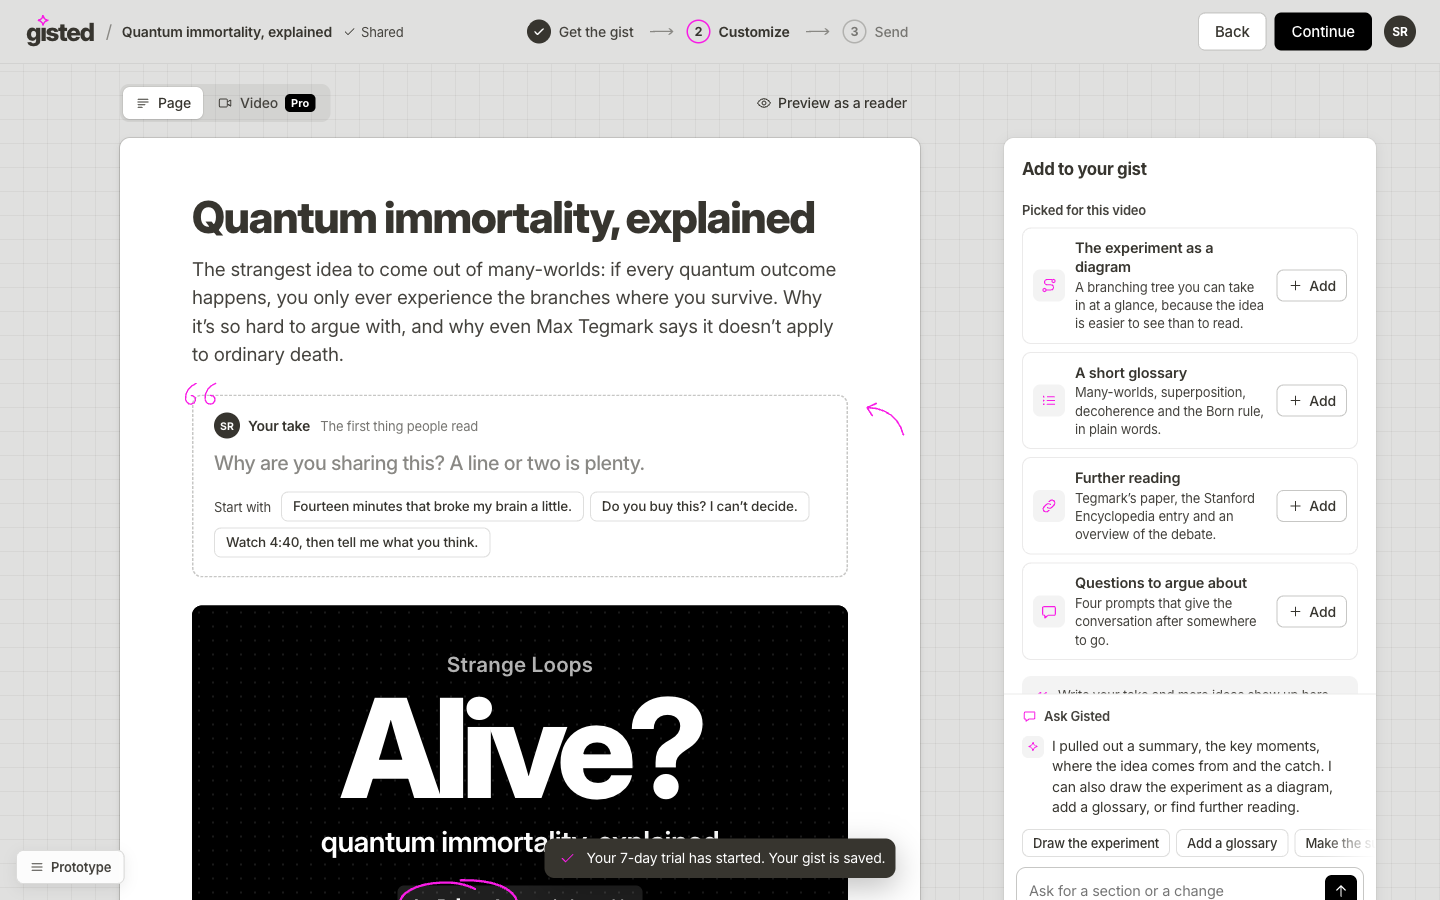 gisted / Quantum immortality, explained Shared
Get the gist 2 Customize 3 Send
Back Continue SR
Page Video Pro
Preview as a reader
Quantum immortality, explained
The strangest idea to come out of many-worlds: if every quantum outcome
happens, you only ever experience the branches where you survive. Why
it's so hard to argue with, and why even Max Tegmark says it doesn't apply
to ordinary death.
SR Your take The first thing people read
Why are you sharing this? A line or two is plenty.
Start with Fourteen minutes that broke my brain a little. Do you buy this? I can't decide.
Watch 4:40, then tell me what you think.
Strange Loops
Alive?
quantum immortality, explained
Your 7-day trial has started. Your gist is saved.
Prototype
Add to your gist
Picked for this video
The experiment as a
diagram
A branching tree you can take
in at a glance, because the idea
is easier to see than to read.
Add
A short glossary
Many-worlds, superposition,
decoherence and the Born rule,
in plain words.
Add
Further reading
Tegmark's paper, the Stanford
Encyclopedia entry and an
overview of the debate.
Add
Questions to argue about
Four prompts that give the
conversation after somewhere
to go.
Add
Write your take and more ideas show up here
Ask Gisted
I pulled out a summary, the key moments,
where the idea comes from and the catch. I
can also draw the experiment as a diagram,
add a glossary, or find further reading.
Draw the experiment Add a glossary Make the
Ask for a section or a change